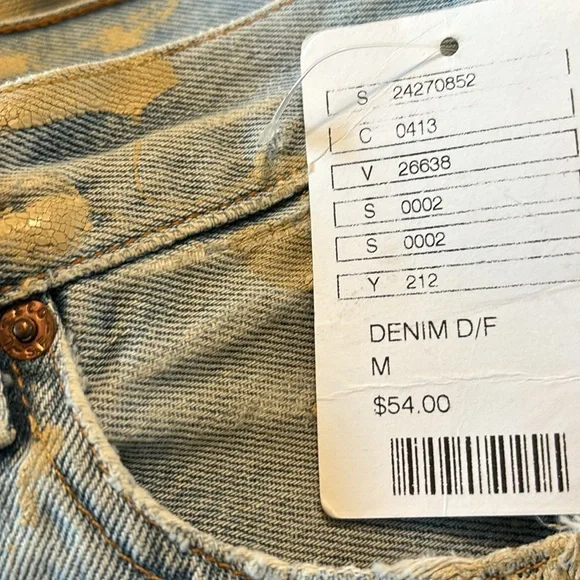 S 24270852
C 0413
V 26638
S 0002
S 0002
Y 212
DENIM D/F
M
$54.00